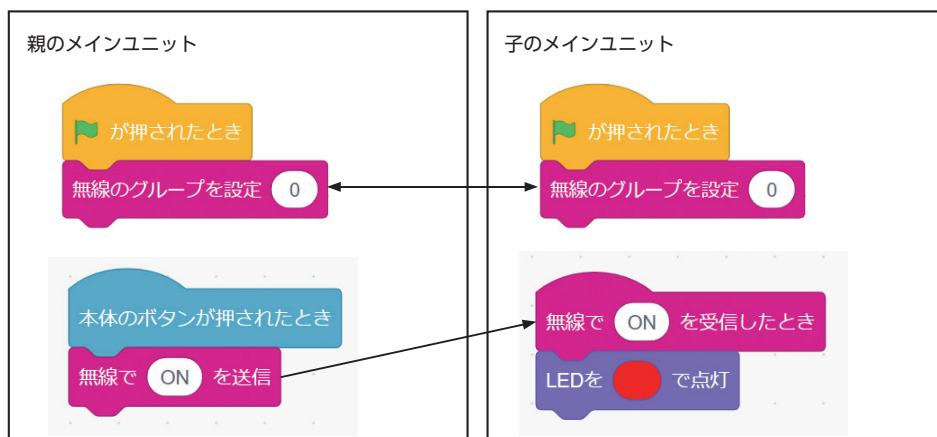 親のメインユニット
が押されたとき
無線のグループを設定 0
本体のボタンが押されたとき
無線で ON を送信
子のメインユニット
が押されたとき
無線のグループを設定 0
無線で ON を受信したとき
LEDを で点灯